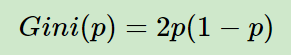 Gini(p) = 2p(1 − p)